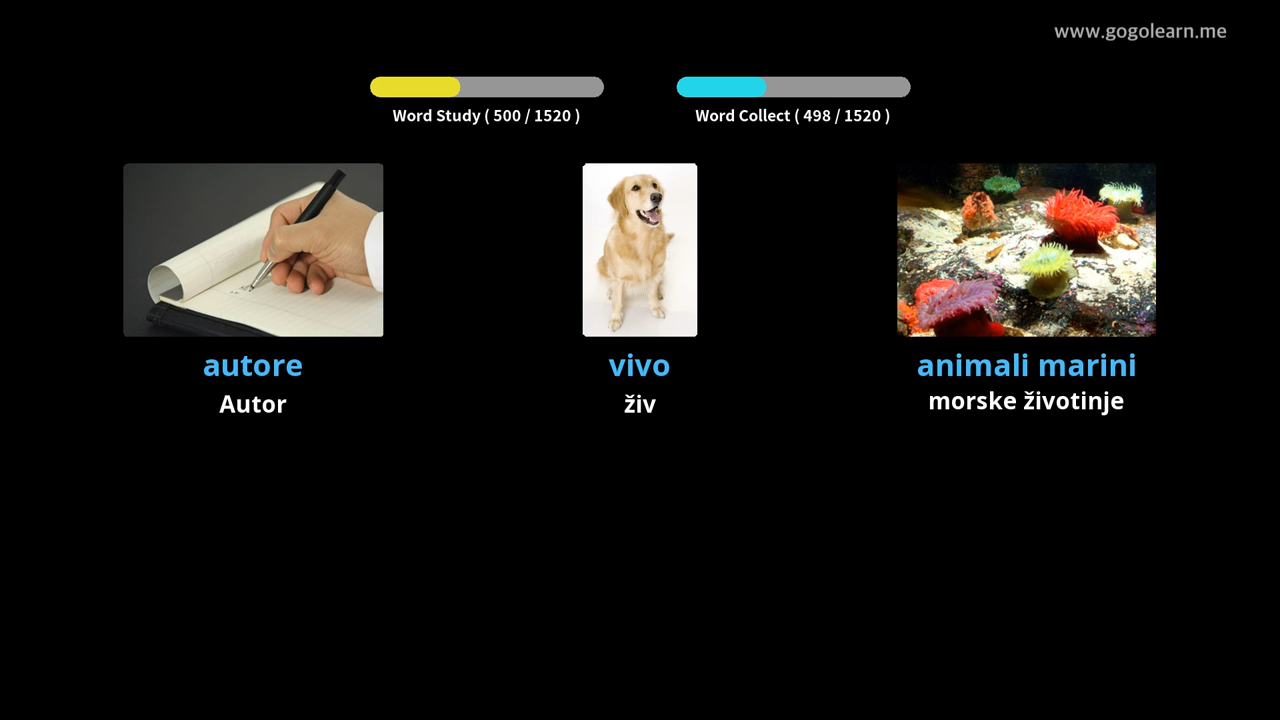 www.gogolearn.me
Word Study ( 500 / 1520 )
Word Collect ( 498 / 1520 )
autore
Autor
vivo
živ
animali marini
morske životinje